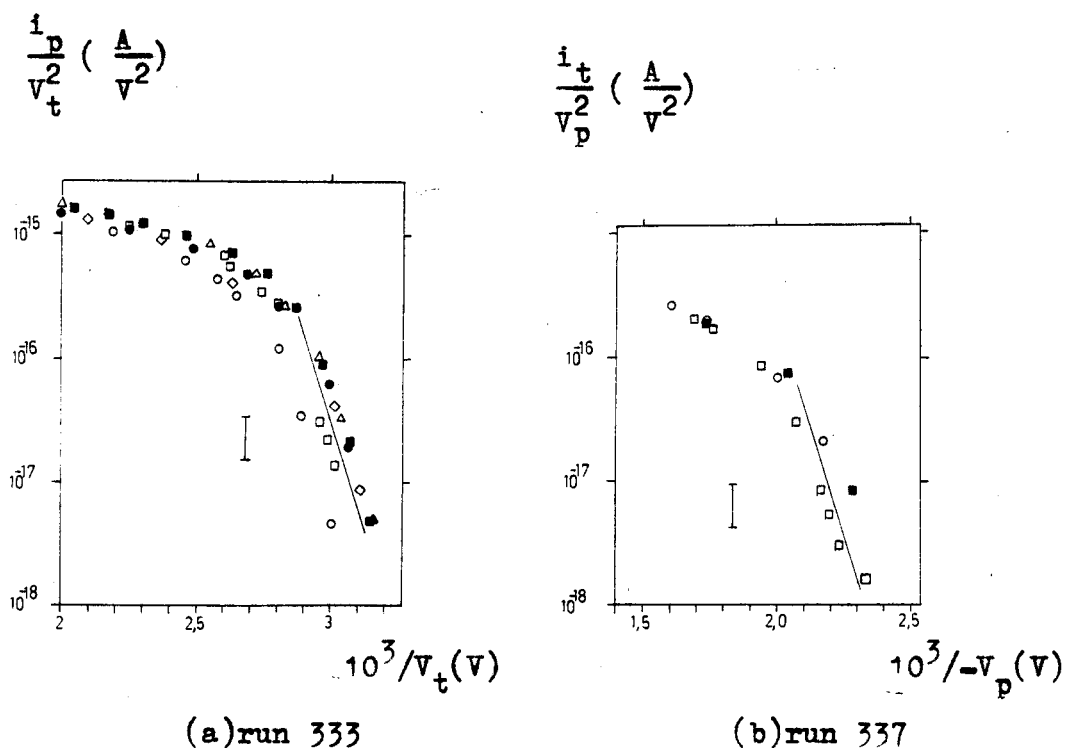 i_p/V_t^2 (A/V^2)
10^-15
10^-16
10^-17
10^-18
2
2,5
3
10^3/V_t(V)
(a)run 333
i_t/V_p^2 (A/V^2)
10^-16
10^-17
10^-18
1,5
2,0
2,5
10^3/-V_p(V)
(b)run 337